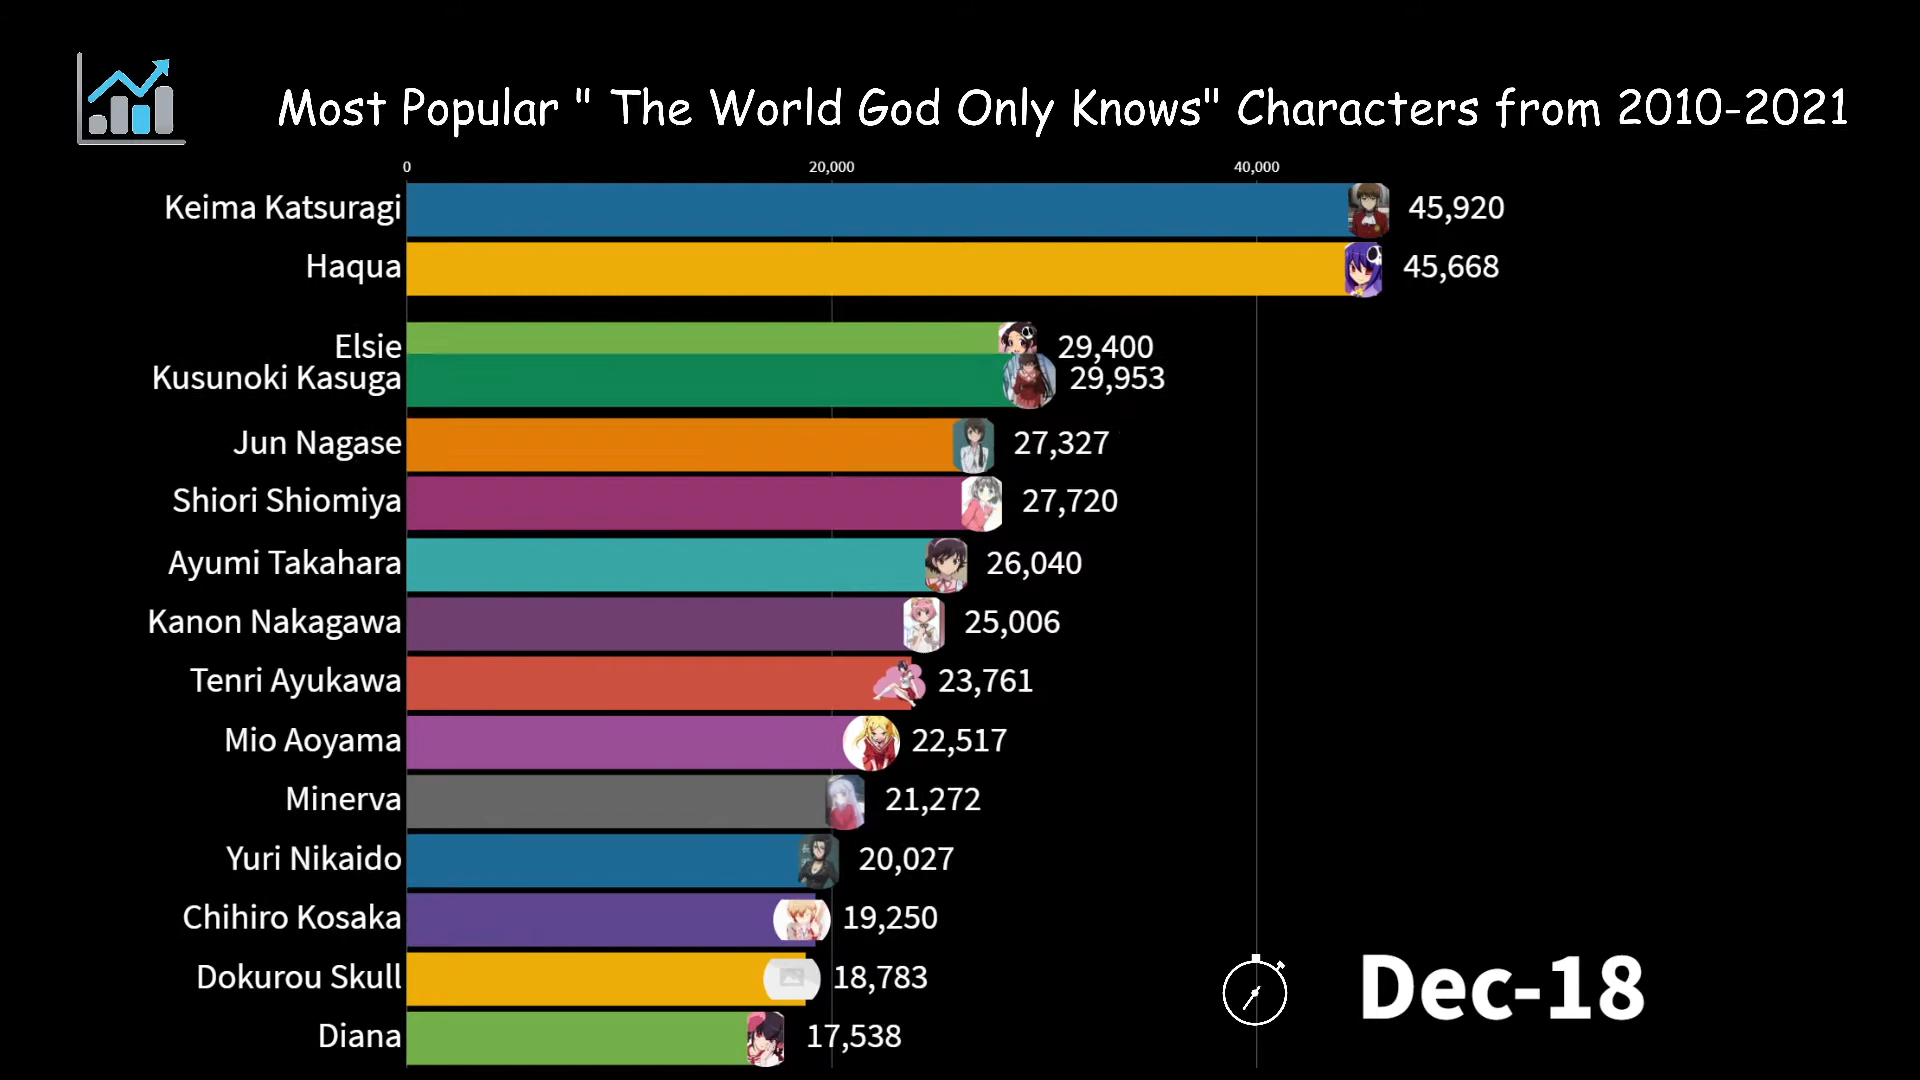 Most Popular " The World God Only Knows" Characters from 2010-2021
0 20,000 40,000
Keima Katsuragi 45,920
Haqua 45,668
Elsie 29,400
Kusunoki Kasuga 29,953
Jun Nagase 27,327
Shiori Shiomiya 27,720
Ayumi Takahara 26,040
Kanon Nakagawa 25,006
Tenri Ayukawa 23,761
Mio Aoyama 22,517
Minerva 21,272
Yuri Nikaido 20,027
Chihiro Kosaka 19,250
Dokurou Skull 18,783
Diana 17,538
Dec-18